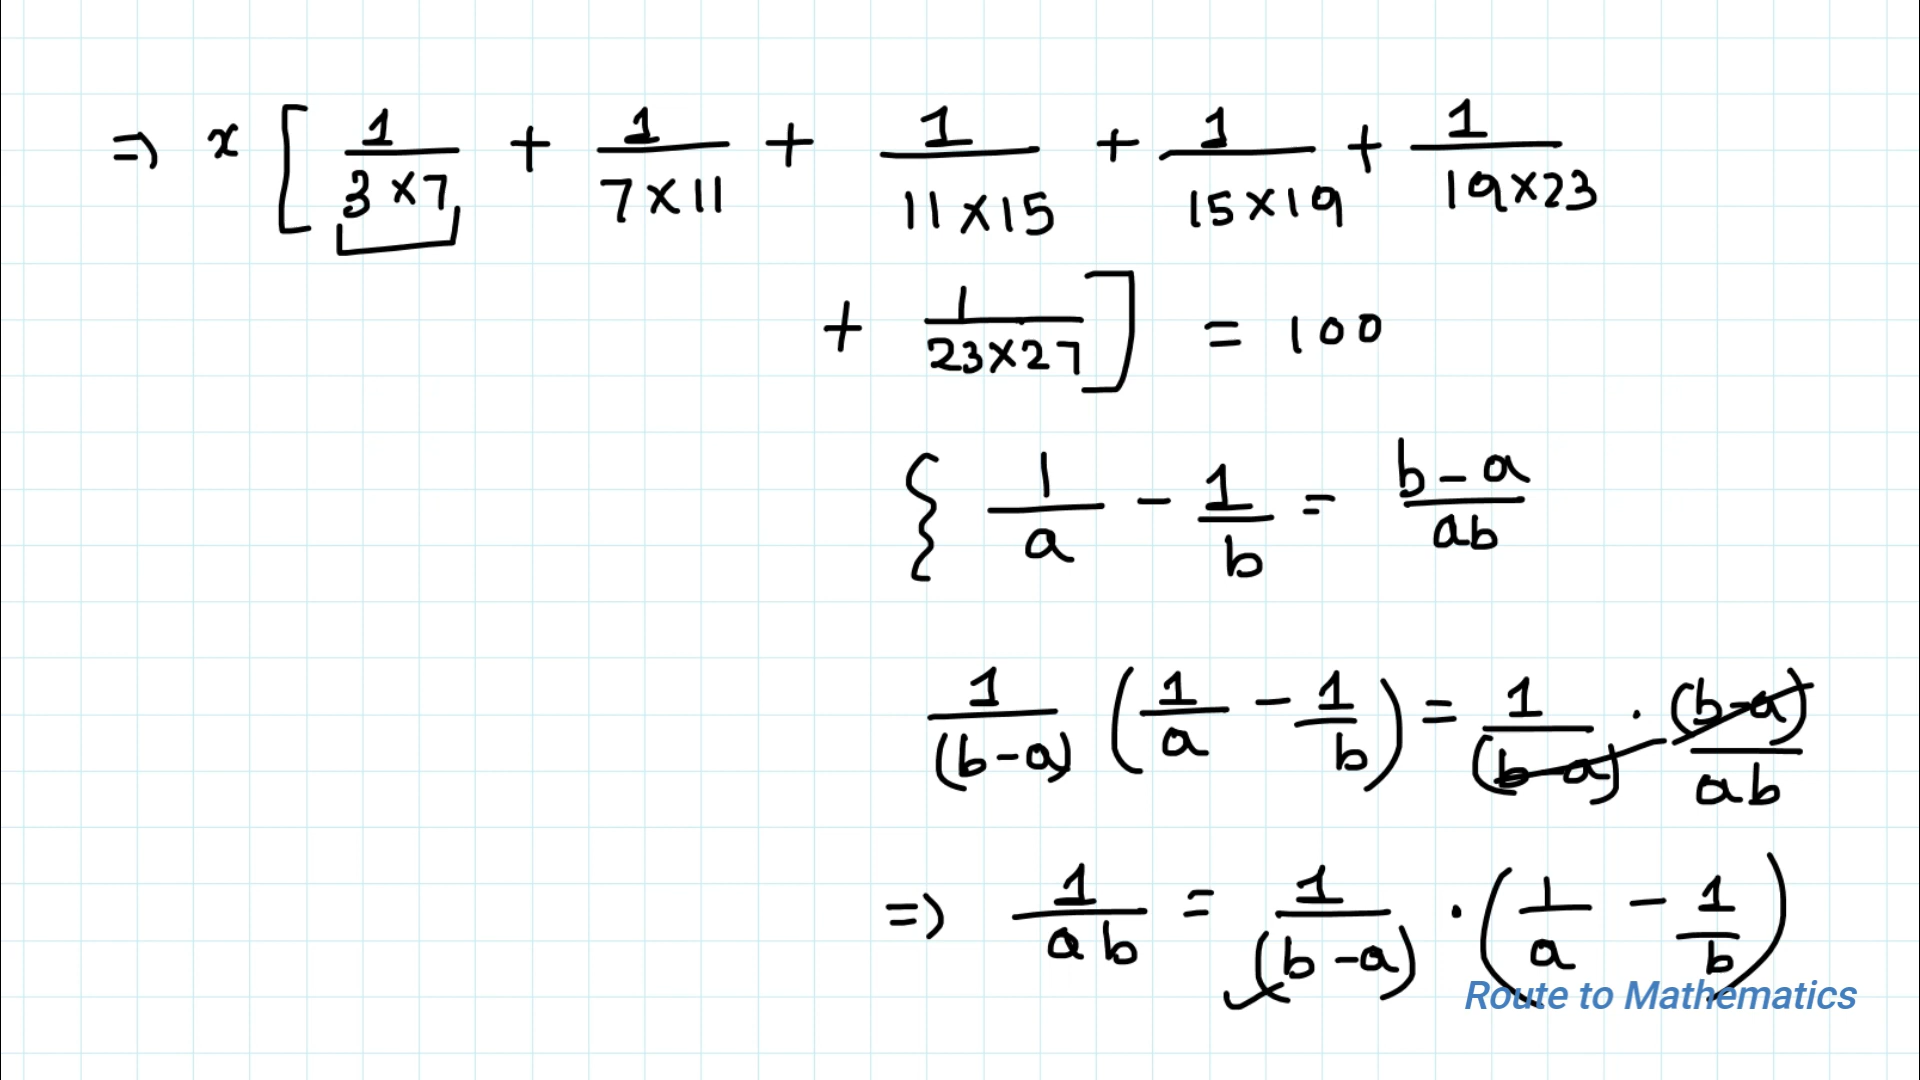 ⇒ x [ 1/(3×7) + 1/(7×11) + 1/(11×15) + 1/(15×19) + 1/(19×23)
+ 1/(23×27) ] = 100
{ 1/a - 1/b = (b-a)/ab
1/(b-a) (1/a - 1/b) = 1/(b-a) · (b-a)/ab
⇒ 1/ab = 1/(b-a) · (1/a - 1/b)
Route to Mathematics